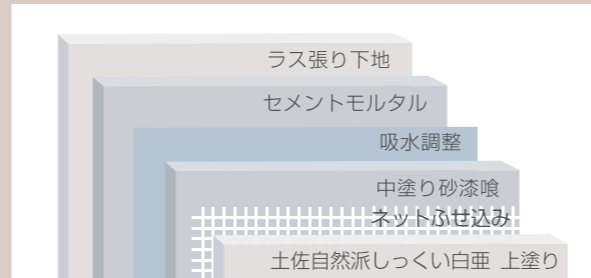 ラス張り下地
セメントモルタル
吸水調整
中塗り砂漆喰
ネットふせ込み
土佐自然派しっくい白亜 上塗り